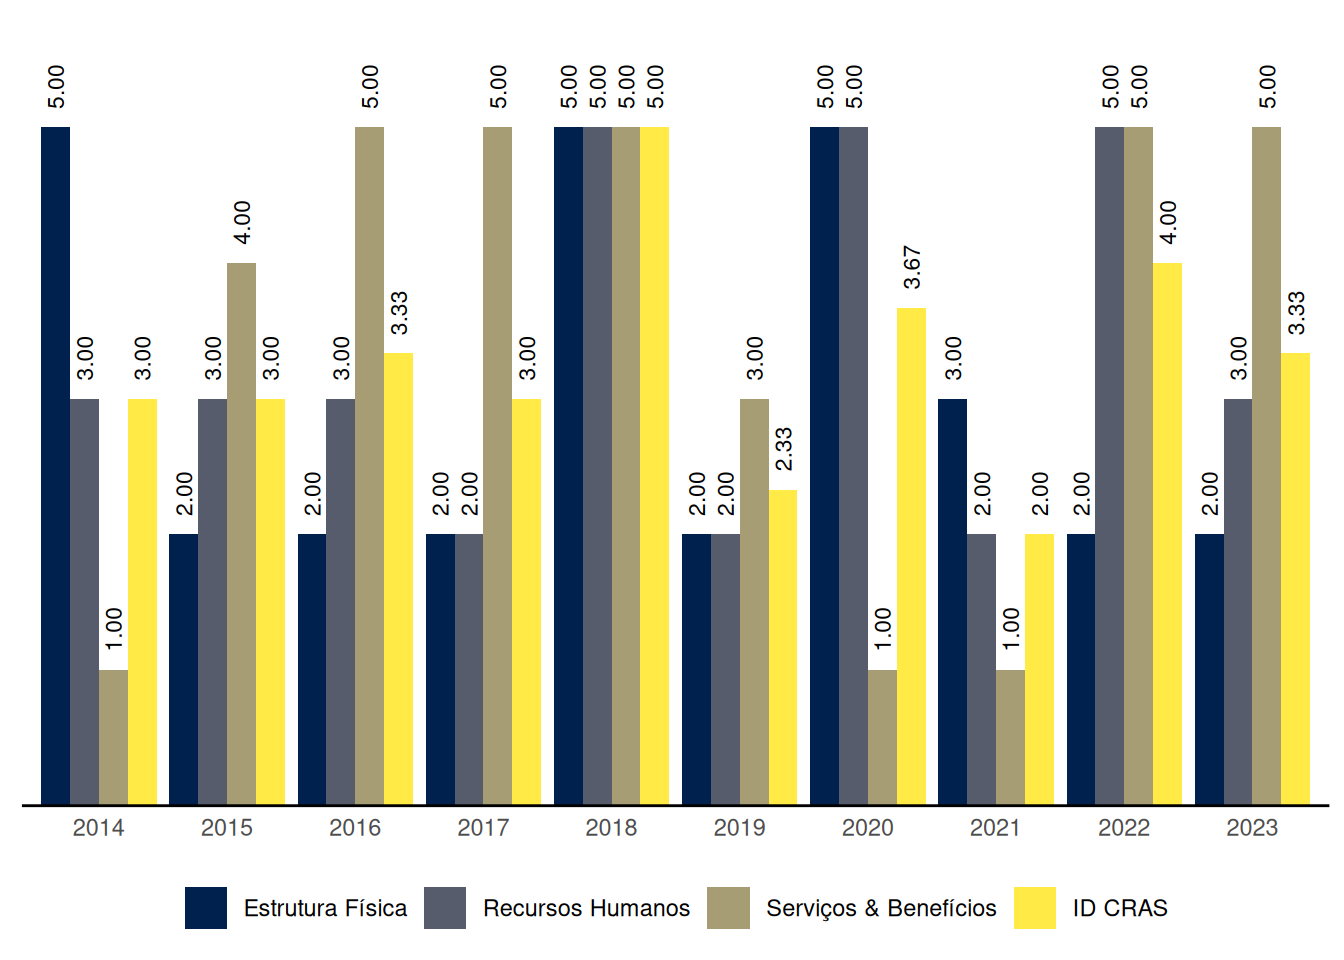 5.00 3.00 1.00 3.00 2.00 3.00 4.00 3.00 2.00 3.00 5.00 3.33 2.00 2.00 5.00 3.00 5.00 5.00 5.00 5.00 2.00 2.00 3.00 2.33 5.00 5.00 1.00 3.67 3.00 2.00 1.00 2.00 2.00 5.00 5.00 4.00 2.00 3.00 5.00 3.33
2014 2015 2016 2017 2018 2019 2020 2021 2022 2023
Estrutura Física Recursos Humanos Serviços & Benefícios ID CRAS